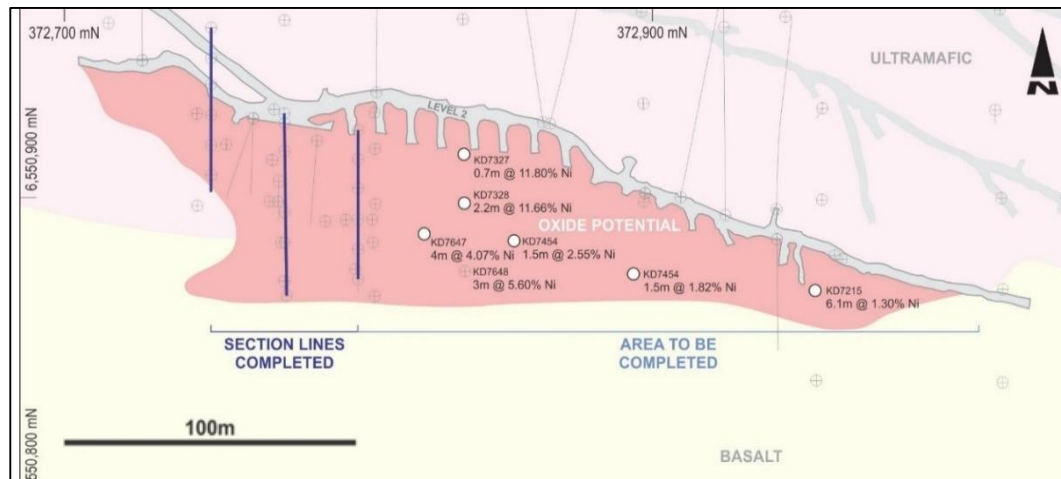 372,700 mN
372,900 mN
ULTRAMAFIC
N
LEVEL 2
6,550,900 mN
KD7327
0.7m @ 11.80% Ni
KD7328
2.2m @ 11.66% Ni
OXIDE POTENTIAL
KD7647
4m @ 4.07% Ni
KD7454
1.5m @ 2.55% Ni
KD7648
3m @ 5.60% Ni
KD7454
1.5m @ 1.82% Ni
KD7215
6.1m @ 1.30% Ni
SECTION LINES
COMPLETED
AREA TO BE
COMPLETED
100m
550,800 mN
BASALT